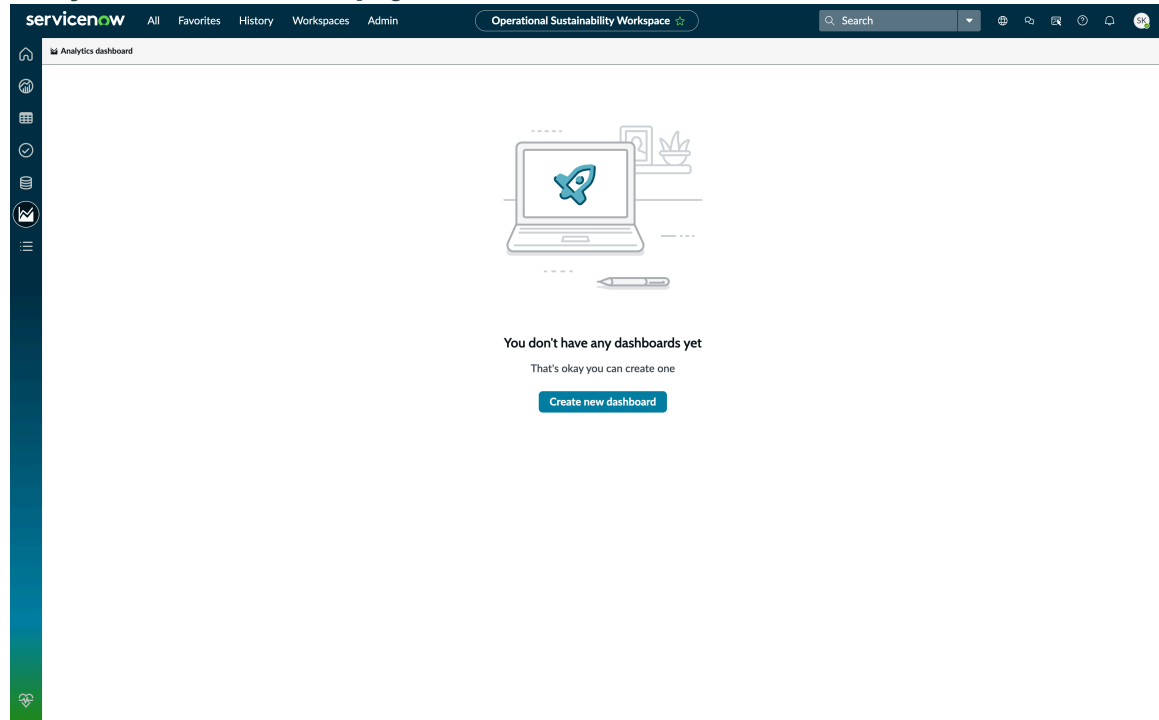 servicenow All Favorites History Workspaces Admin Operational Sustainability Workspace Search SK
Analytics dashboard
You don't have any dashboards yet
That's okay you can create one
Create new dashboard